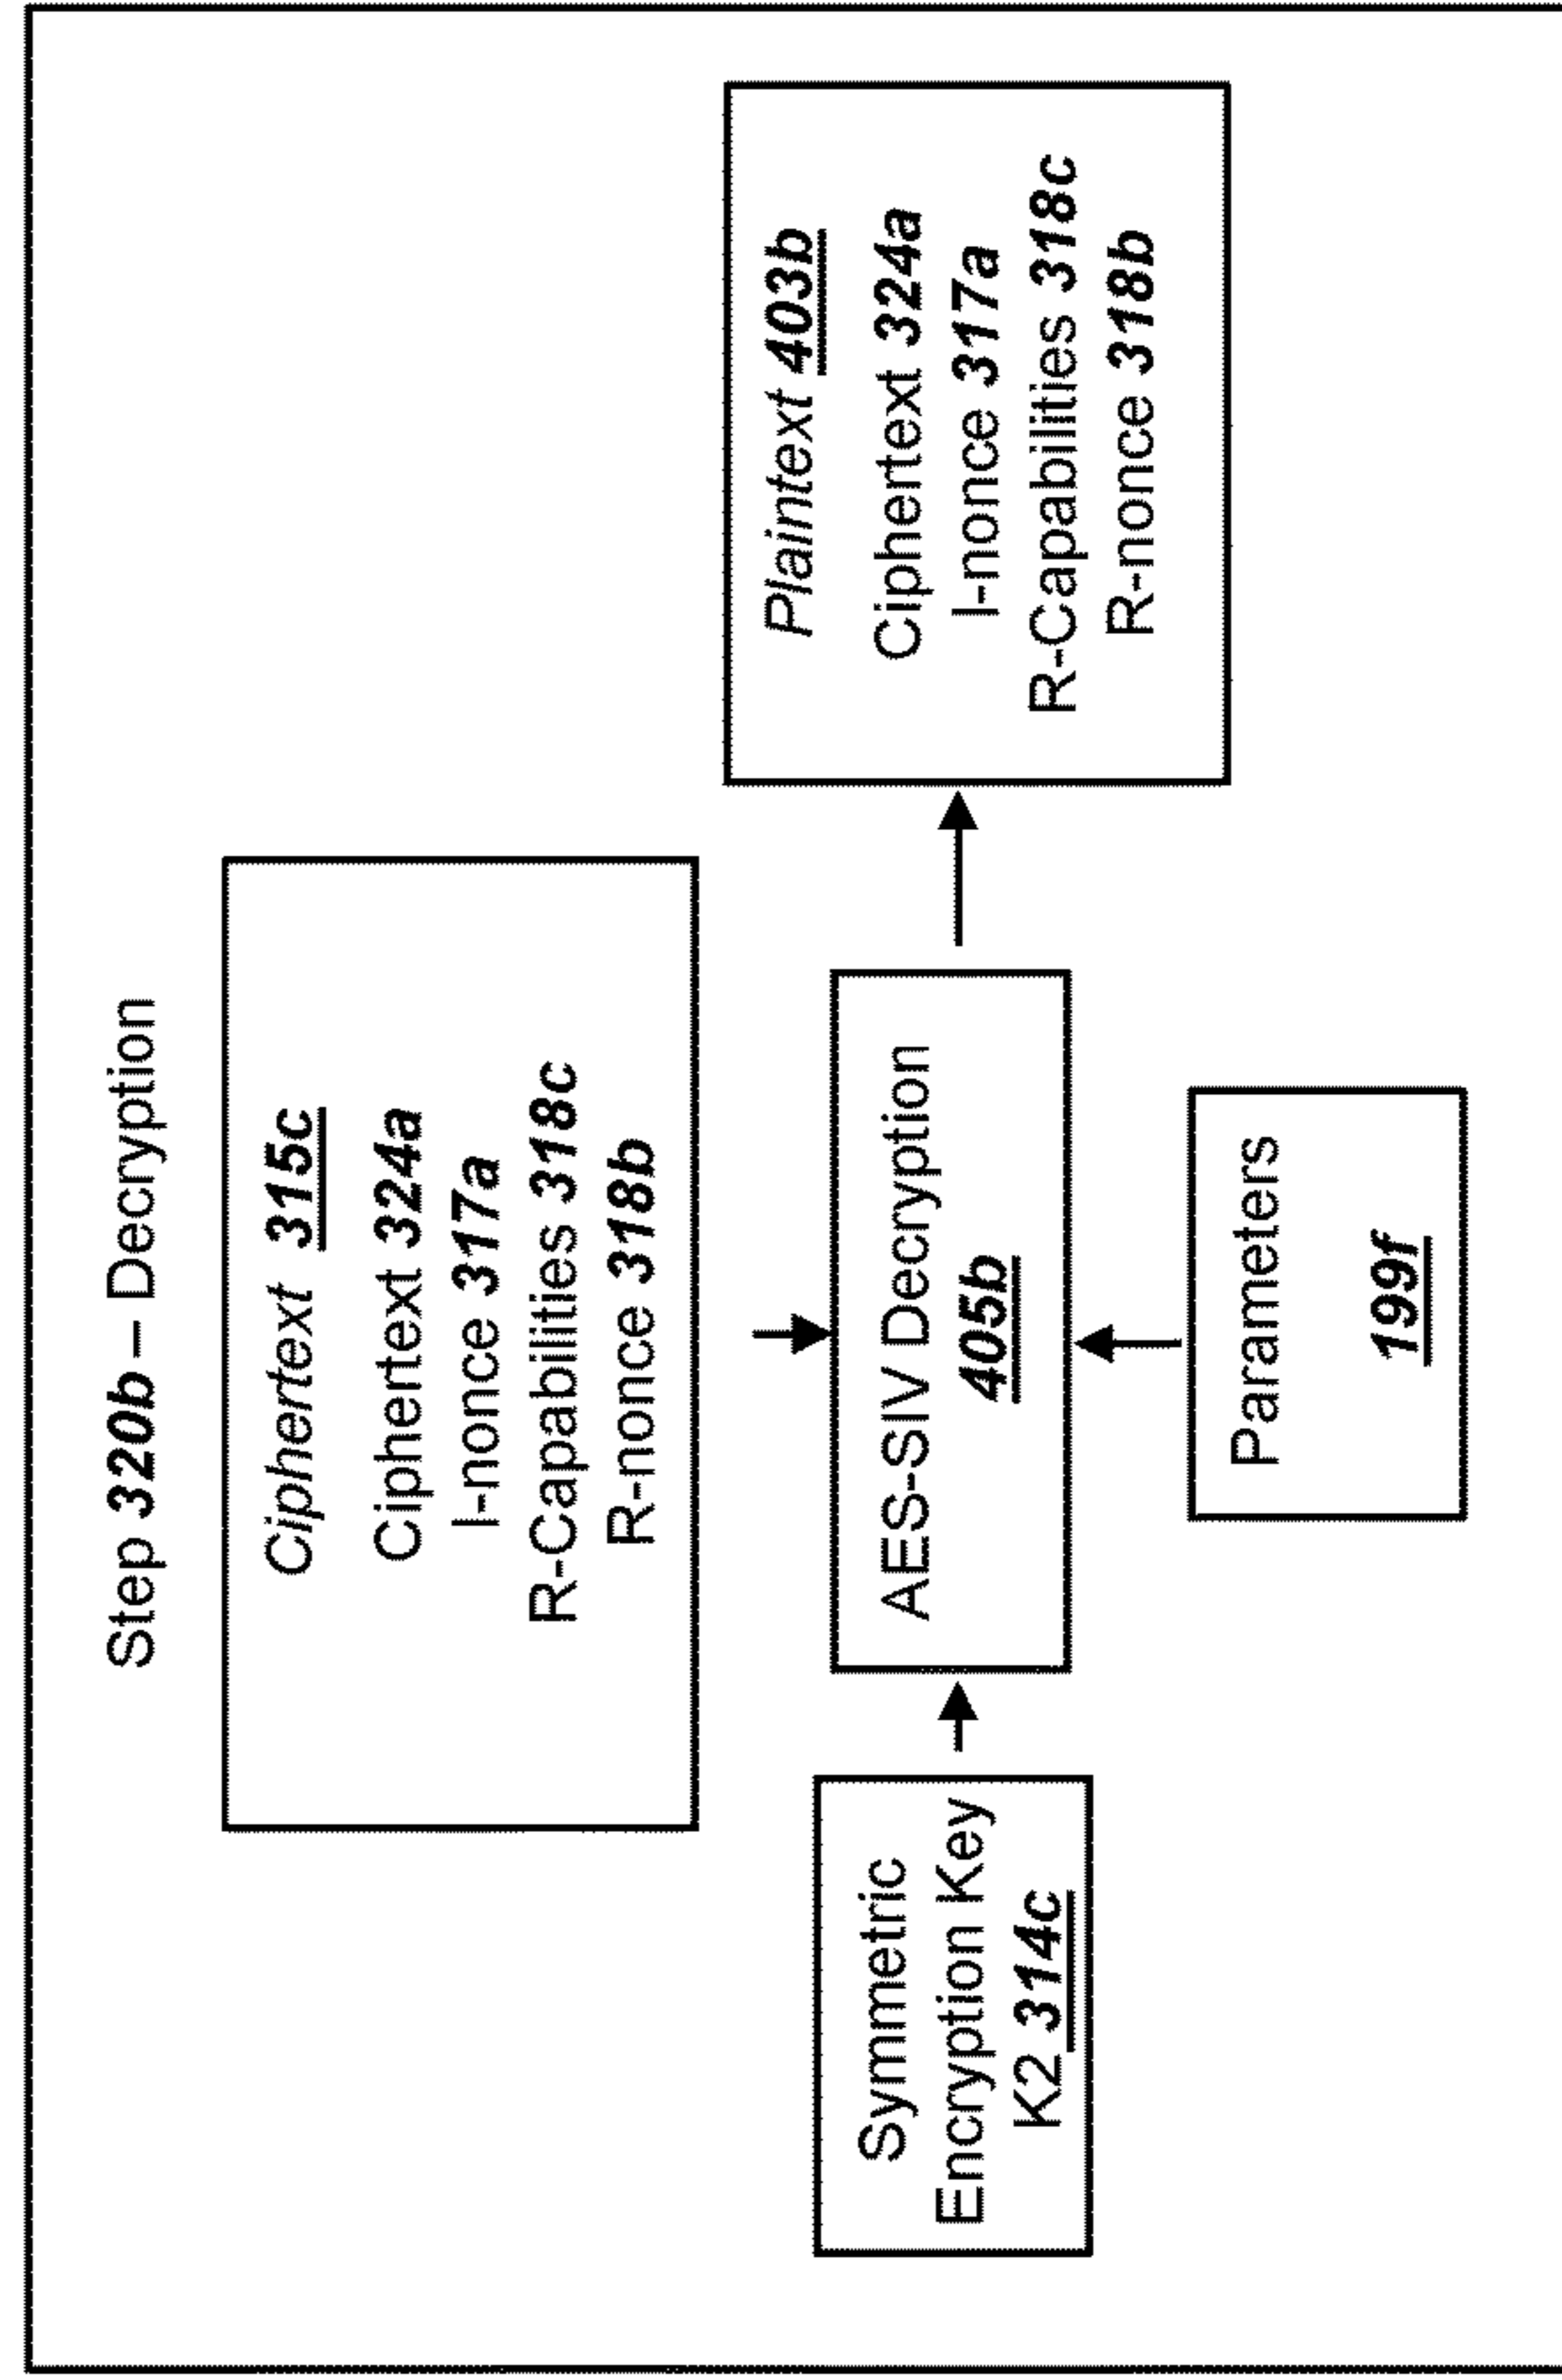 Step 320b – Decryption
Ciphertext 315c
Ciphertext 324a
I-nonce 317a
R-Capabilities 318c
R-nonce 318b
Symmetric
Encryption Key
K2 314c
AES-SIV Decryption
405b
Plaintext 403b
Ciphertext 324a
I-nonce 317a
R-Capabilities 318c
R-nonce 318b
Parameters
199f